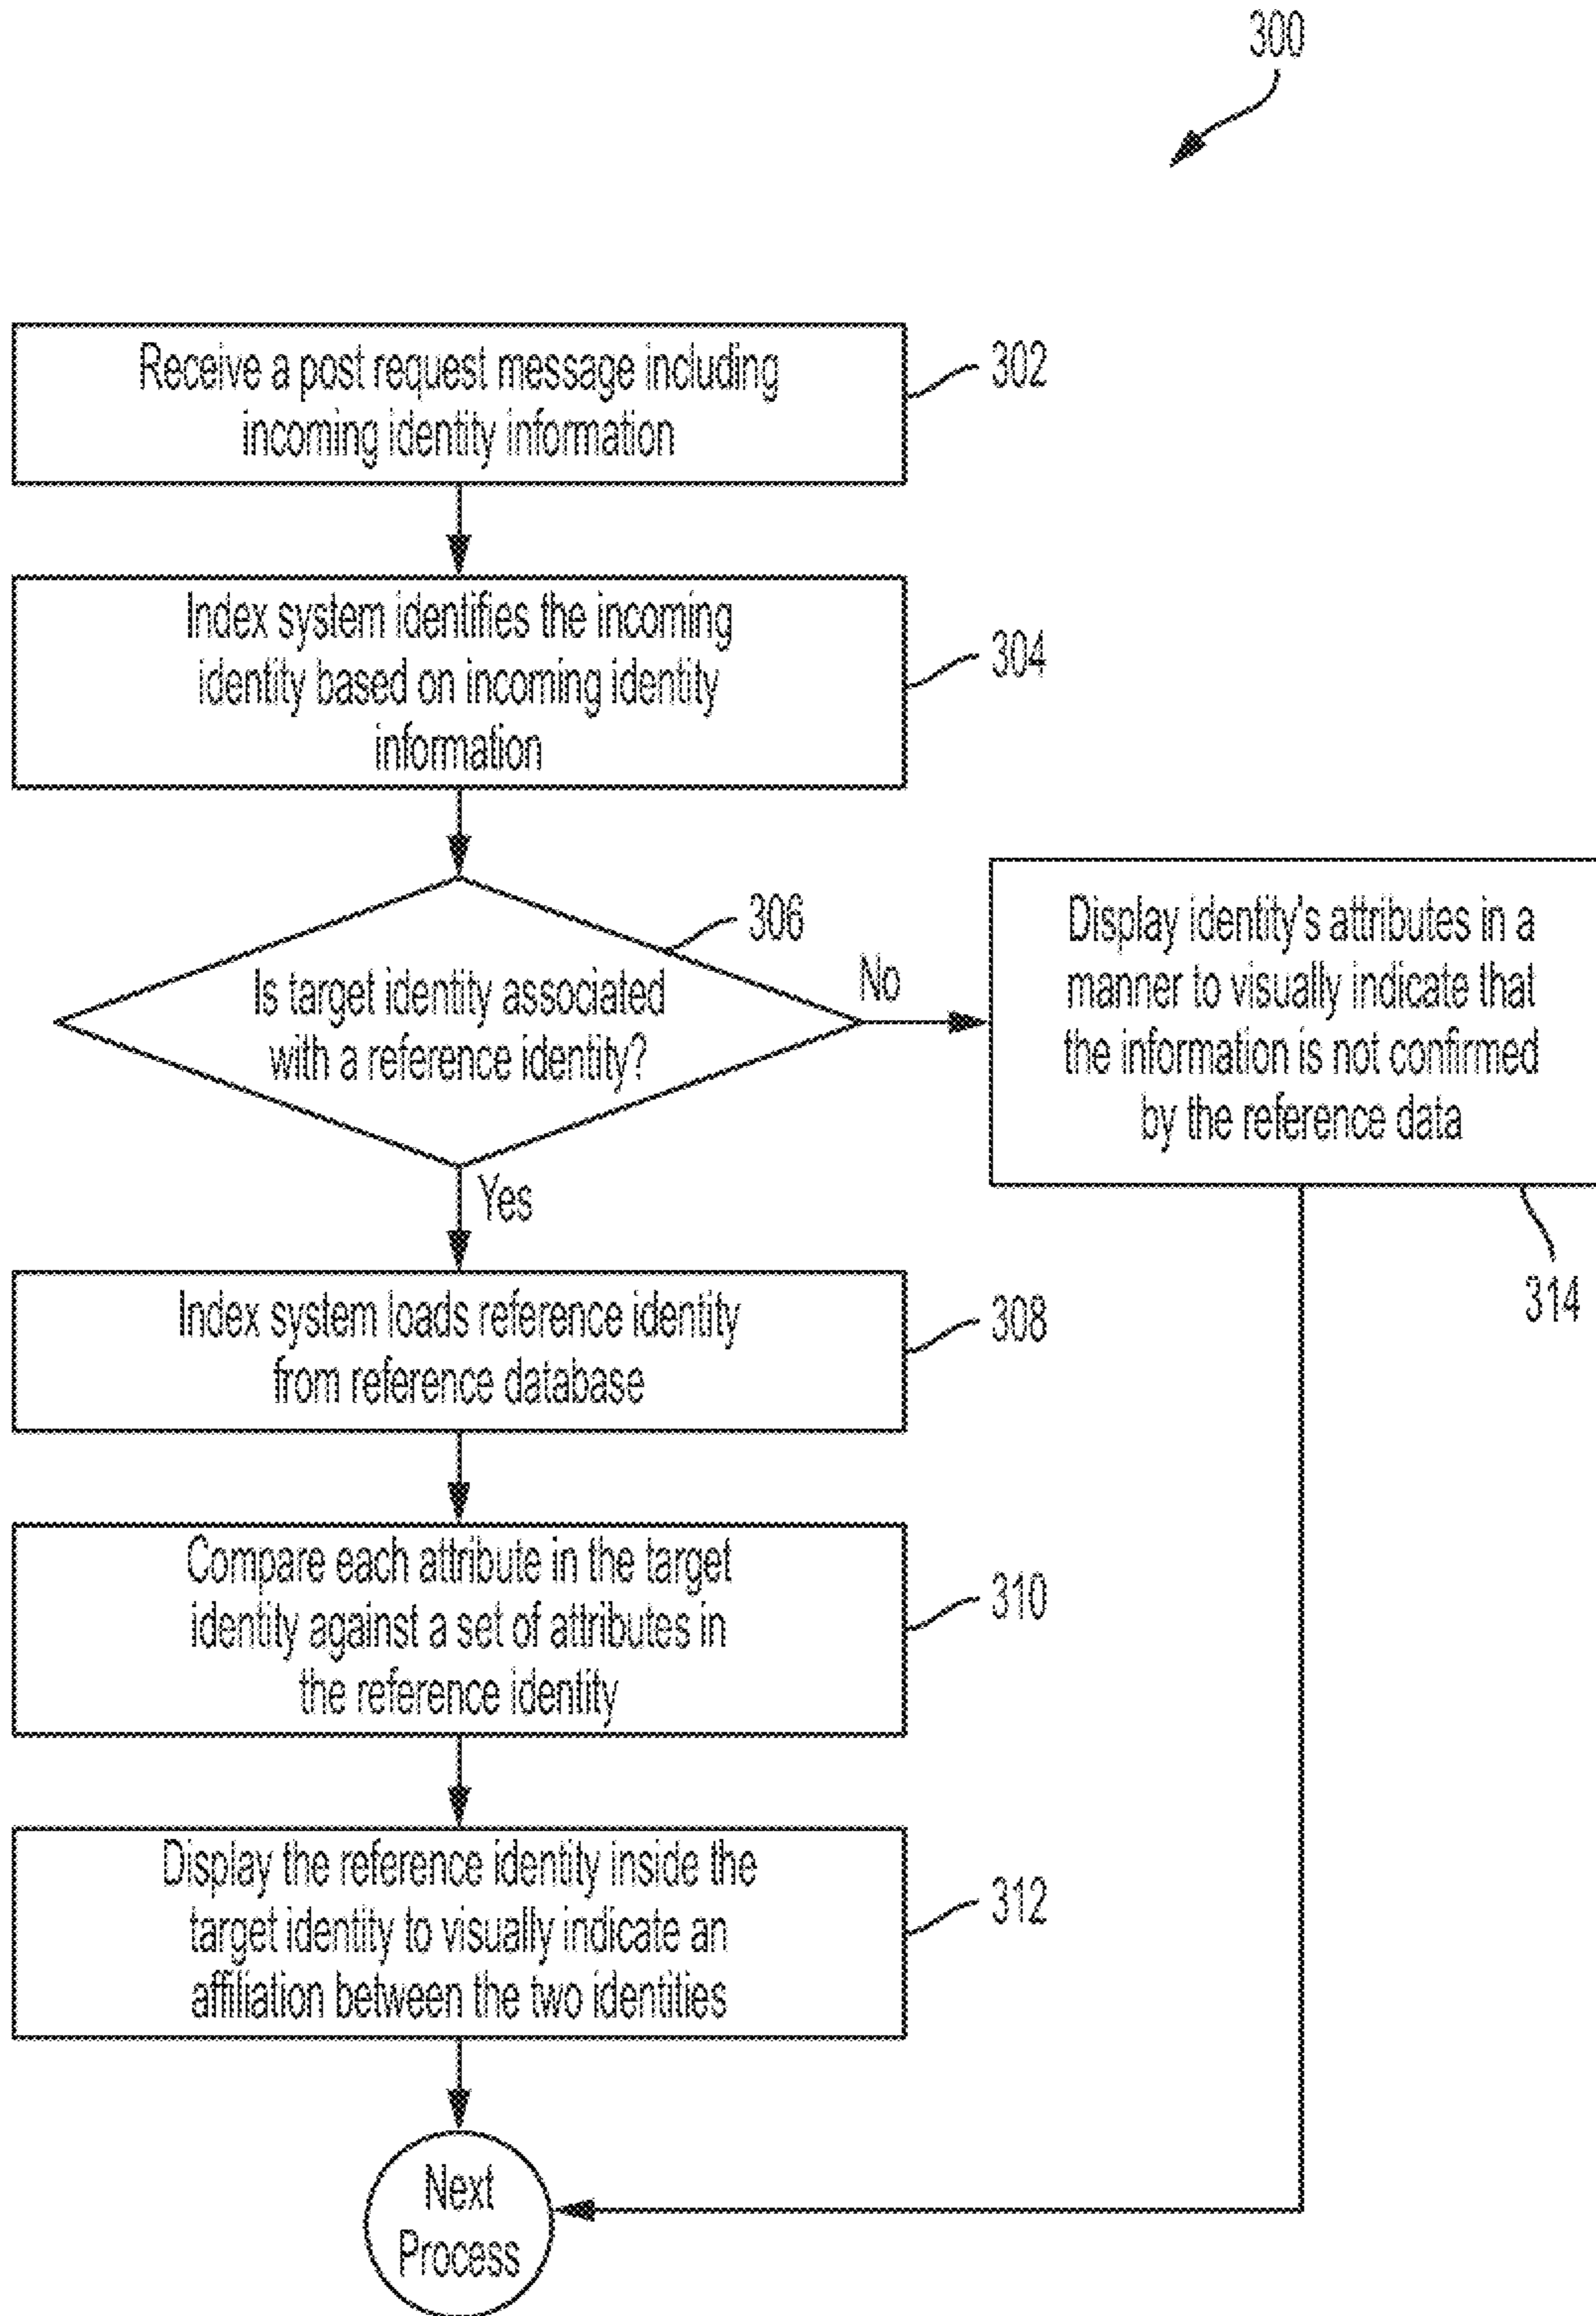 300
Receive a post request message including
incoming identity information
302
Index system identifies the incoming
identity based on incoming identity
information
304
306
Is target identity associated
with a reference identity?
No
Display identity's attributes in a
manner to visually indicate that
the information is not confirmed
by the reference data
314
Yes
Index system loads reference identity
from reference database
308
Compare each attribute in the target
identity against a set of attributes in
the reference identity
310
Display the reference identity inside the
target identity to visually indicate an
affiliation between the two identities
312
Next
Process